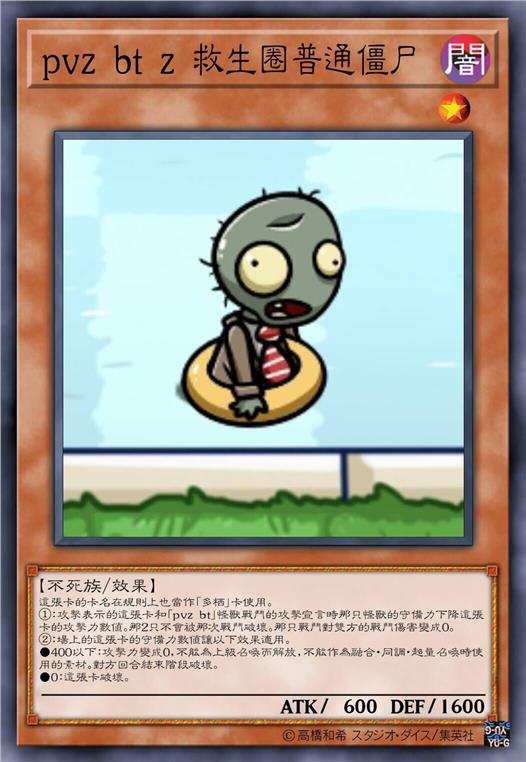 pvz bt z 救生圈普通僵尸
闇
【不死族/效果】
這張卡的卡名在規則上也當作「多栖」卡使用。
①:攻擊表示的這張卡和「pvz bt」怪獸戰鬥的攻擊宣言時那只怪獸的守備力下降這張
卡的攻擊力數值。那2只不會被那次戰鬥破壞。那只戰鬥對雙方的戰鬥傷害變成0。
②:場上的這張卡的守備力數值讓以下效果適用。
●400以下:攻擊力變成0,不能為上級召喚而解放,不能作為融合・同調・超量召喚時使
用的素材。對方回合結束階段破壞。
●0:這張卡破壞。
ATK/ 600 DEF/1600
©高橋和希 スタジオ・ダイス/集英社
YU-G